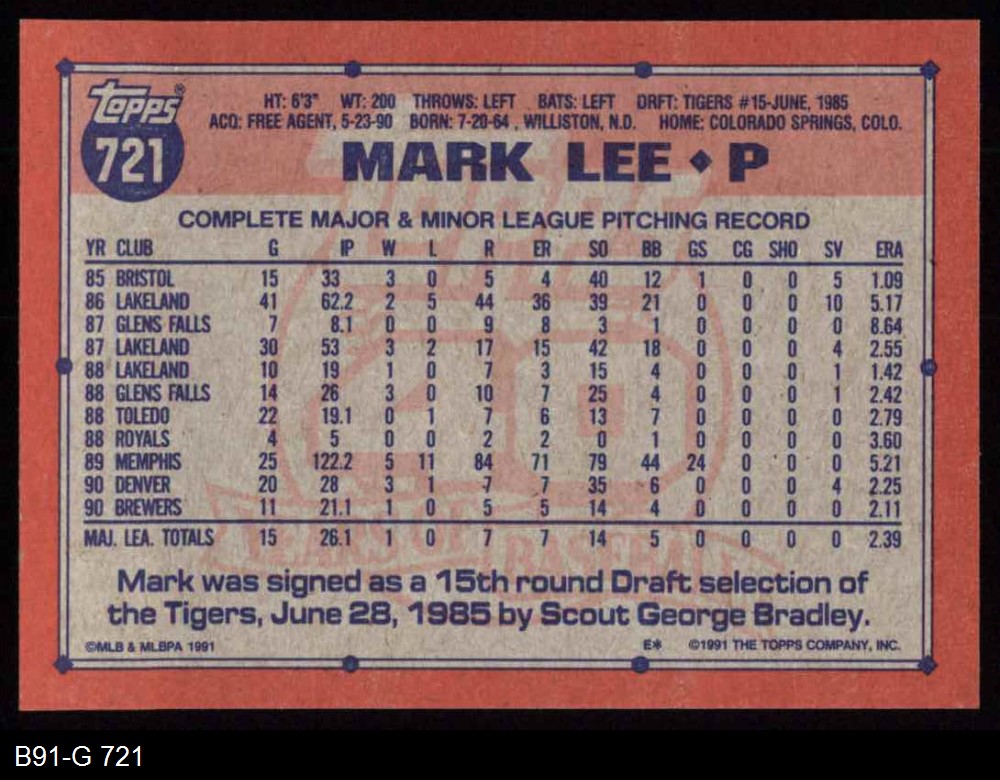 topps®
721
HT: 6'3" WT: 200 THROWS: LEFT BATS: LEFT DRFT: TIGERS #15-JUNE, 1985
ACQ: FREE AGENT, 5-23-90 BORN: 7-20-64, WILLISTON, N.D. HOME: COLORADO SPRINGS, COLO.
MARK LEE ◆ P
COMPLETE MAJOR & MINOR LEAGUE PITCHING RECORD
YR CLUB G IP W L R ER SO BB GS CG SHO SV ERA
85 BRISTOL 15 33 3 0 5 4 40 12 1 0 0 5 1.09
86 LAKELAND 41 62.2 2 5 44 36 39 21 0 0 0 10 5.17
87 GLENS FALLS 7 8.1 0 0 9 8 3 1 0 0 0 0 8.64
87 LAKELAND 30 53 3 2 17 15 42 18 0 0 0 4 2.55
88 LAKELAND 10 19 1 0 7 3 15 4 0 0 0 1 1.42
88 GLENS FALLS 14 26 3 0 10 7 25 4 0 0 0 1 2.42
88 TOLEDO 22 19.1 0 1 7 6 13 7 0 0 0 0 2.79
88 ROYALS 4 5 0 0 2 2 0 1 0 0 0 0 3.60
89 MEMPHIS 25 122.2 5 11 84 71 79 44 24 0 0 0 5.21
90 DENVER 20 28 3 1 7 7 35 6 0 0 0 4 2.25
90 BREWERS 11 21.1 1 0 5 5 14 4 0 0 0 0 2.11
MAJ. LEA. TOTALS 15 26.1 1 0 7 7 14 5 0 0 0 0 2.39
topps
40
YEARS OF BASEBALL
Mark was signed as a 15th round Draft selection of
the Tigers, June 28, 1985 by Scout George Bradley.
©MLB & MLBPA 1991 E* ©1991 THE TOPPS COMPANY, INC.
B91-G 721